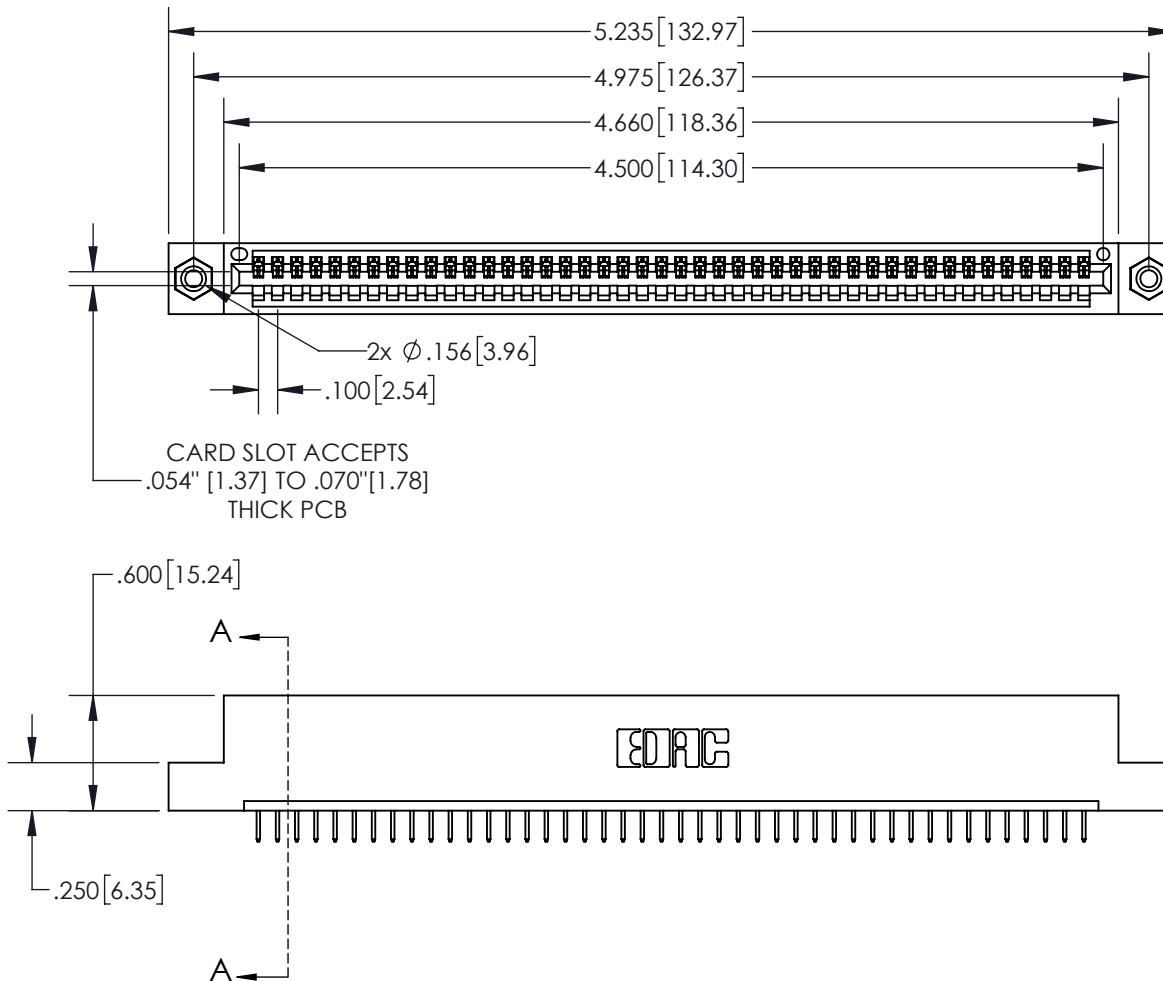 5.235[132.97]
4.975[126.37]
4.660[118.36]
4.500[114.30]
2x Ø.156[3.96]
.100[2.54]
CARD SLOT ACCEPTS
.054" [1.37] TO .070"[1.78]
THICK PCB
.600[15.24]
A
EDAC
.250[6.35]
A